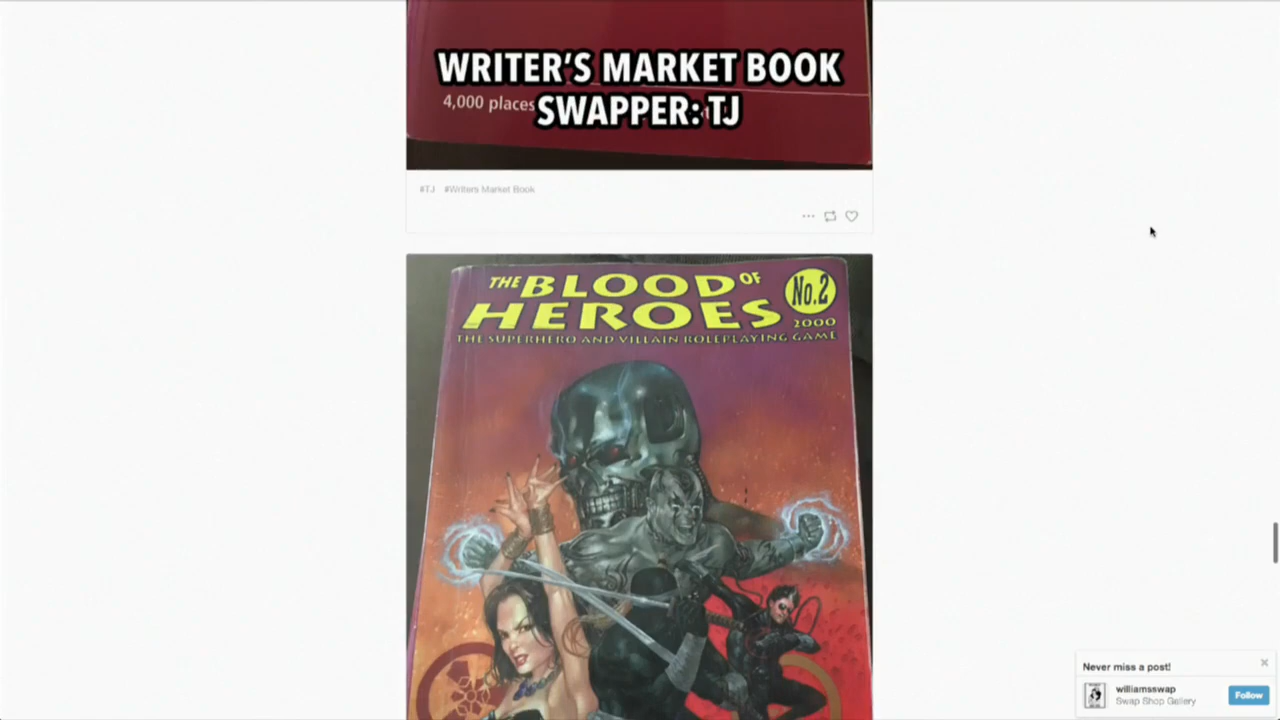 WRITER'S MARKET BOOK
4,000 places
SWAPPER: TJ
#TJ #Writers Market Book
THE BLOOD OF
HEROES
No.2
2000
THE SUPERHERO AND VILLAIN ROLEPLAYING GAME
Never miss a post!
williamsswap
Swap Shop Gallery
Follow